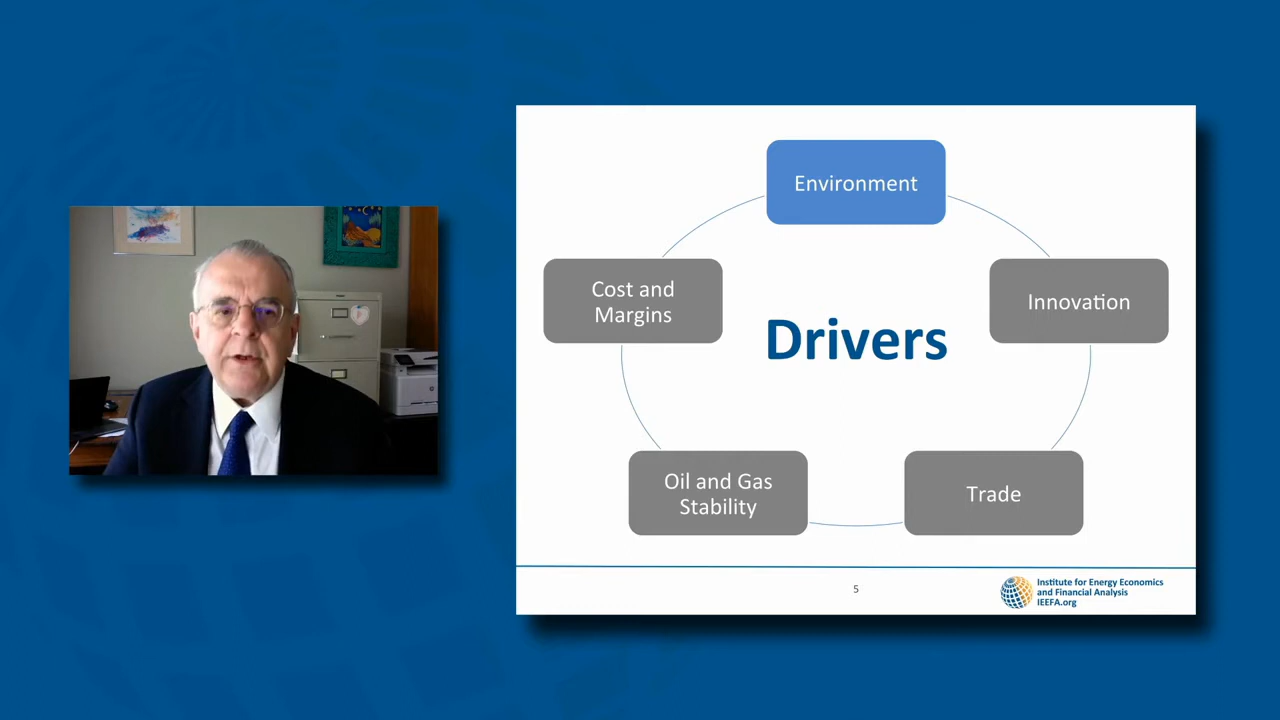 Environment
Cost and
Margins
Innovation
Drivers
Oil and Gas
Stability
Trade
5
Institute for Energy Economics
and Financial Analysis
IEEFA.org